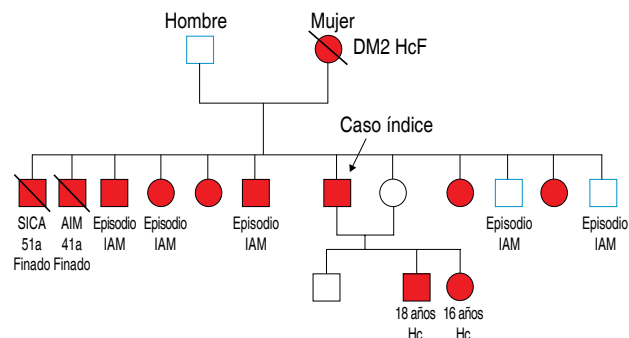 Hombre
Mujer
DM2 HcF
Caso índice
SICA
51a
Finado
AIM
41a
Finado
Episodio
IAM
Episodio
IAM
Episodio
IAM
Episodio
IAM
Episodio
IAM
18 años
Hc
16 años
Hc